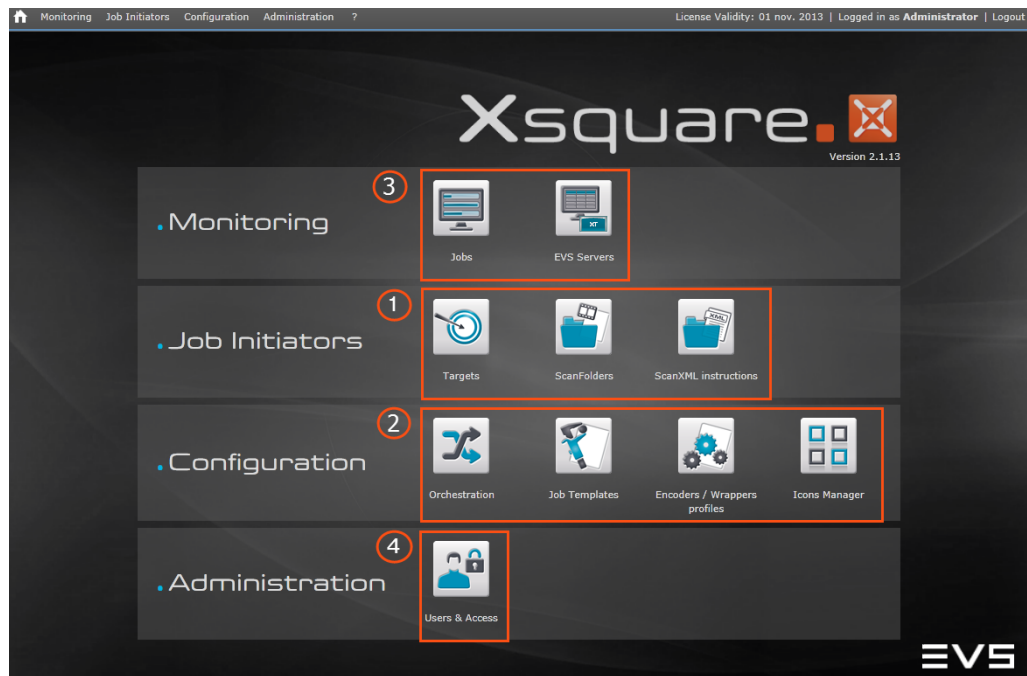 Monitoring Job Initiators Configuration Administration ? License Validity: 01 nov. 2013 | Logged in as Administrator | Logout
Xsquare.
Version 2.1.13
3
.Monitoring
XT
Jobs EVS Servers
1
.Job Initiators
XML
Targets ScanFolders ScanXML instructions
2
.Configuration
Orchestration Job Templates Encoders / Wrappers profiles Icons Manager
4
.Administration
Users & Access
EVS